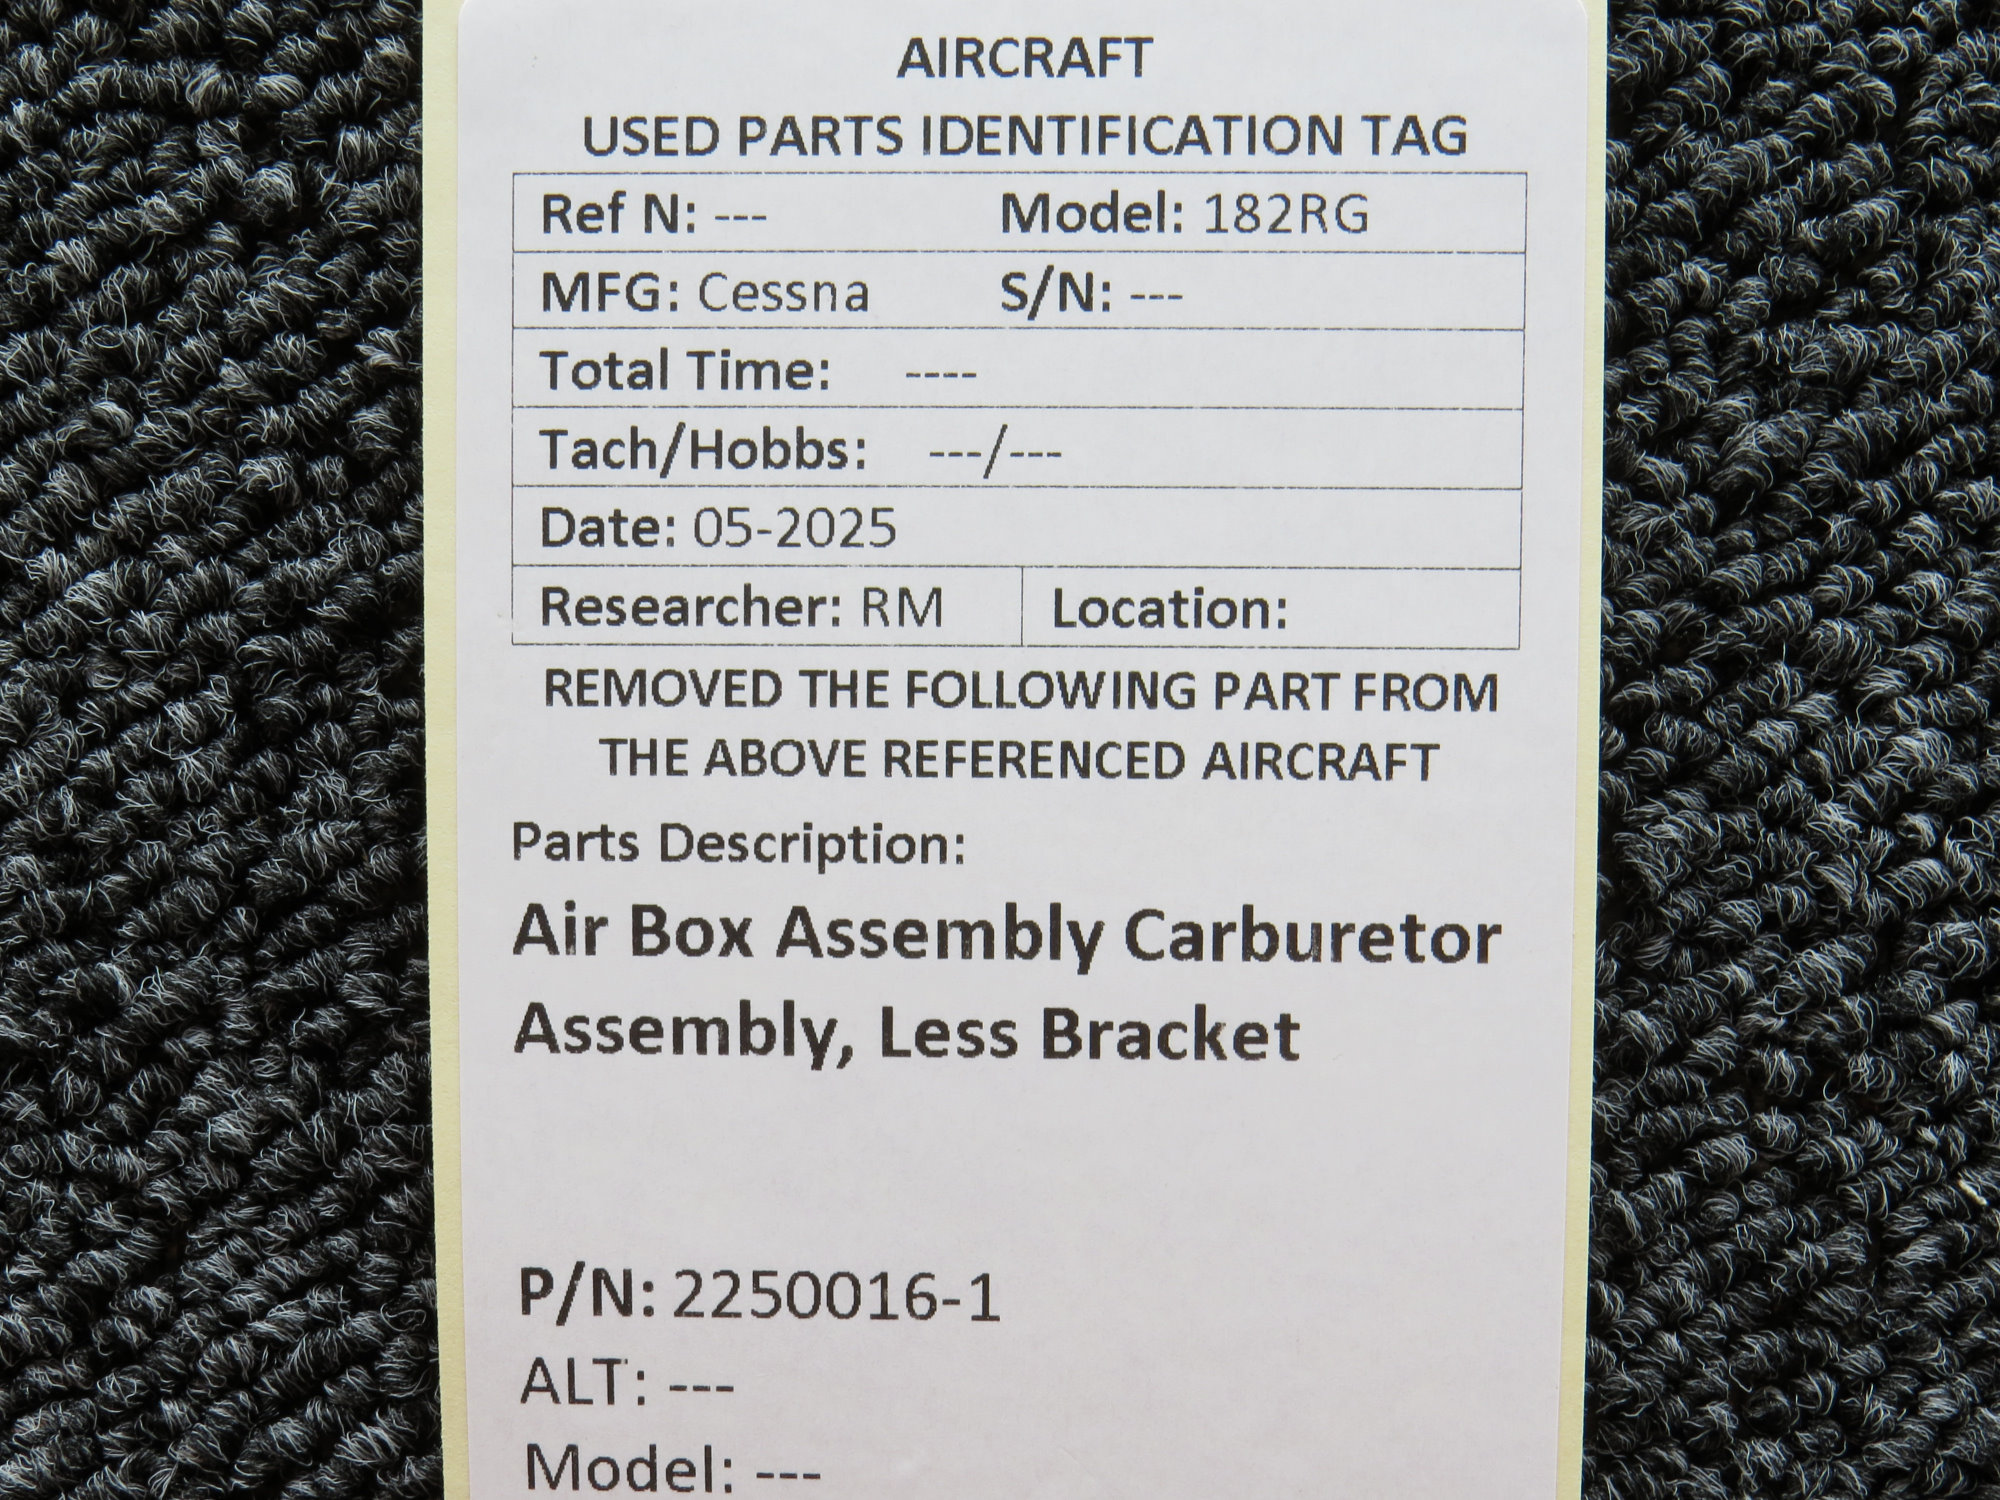 AIRCRAFT
USED PARTS IDENTIFICATION TAG
Ref N: --- Model: 182RG
MFG: Cessna S/N: ---
Total Time: ----
Tach/Hobbs: ---/---
Date: 05-2025
Researcher: RM Location:
REMOVED THE FOLLOWING PART FROM
THE ABOVE REFERENCED AIRCRAFT
Parts Description:
Air Box Assembly Carburetor
Assembly, Less Bracket
P/N: 2250016-1
ALT: ---
Model: ---